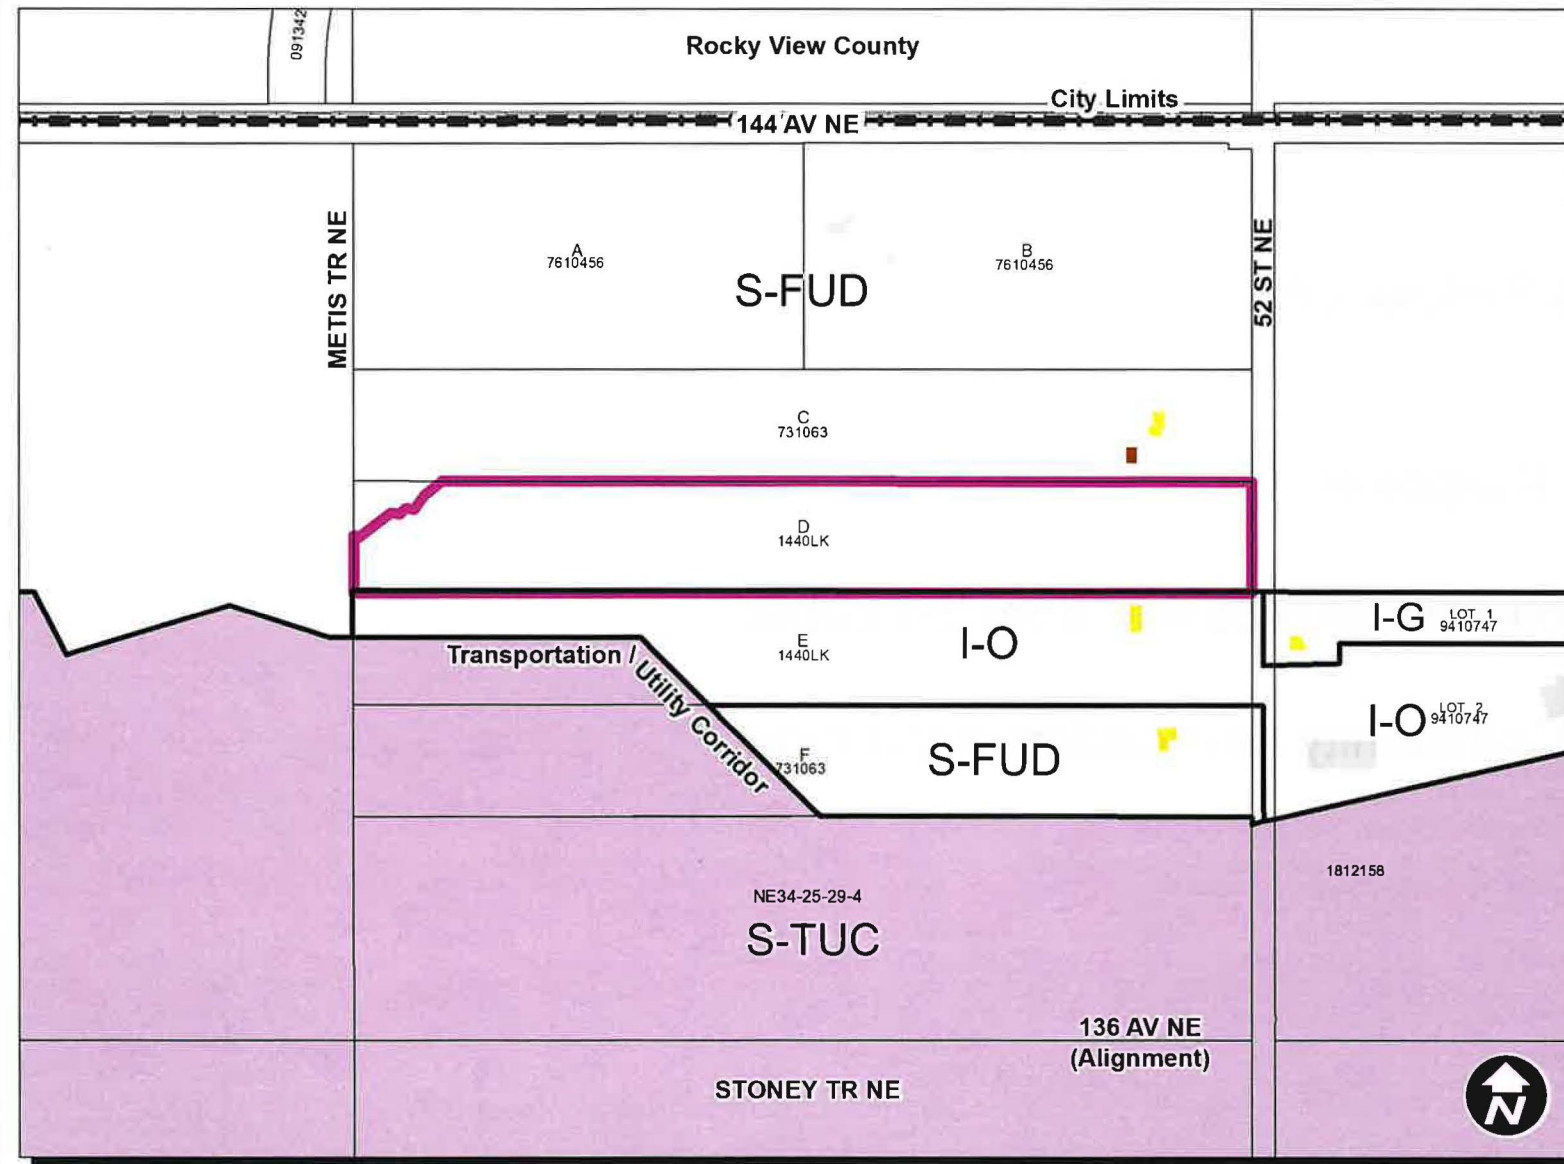 091342
Rocky View County
City Limits
144 AV NE
METIS TR NE
A
7610456
B
7610456
S-FUD
52 ST NE
C
731063
D
1440LK
E
1440LK
I-O
I-G
LOT 1
9410747
Transportation /
Utility Corridor
I-O
LOT 2
9410747
F
731063
S-FUD
1812158
NE34-25-29-4
S-TUC
136 AV NE
(Alignment)
STONEY TR NE
N